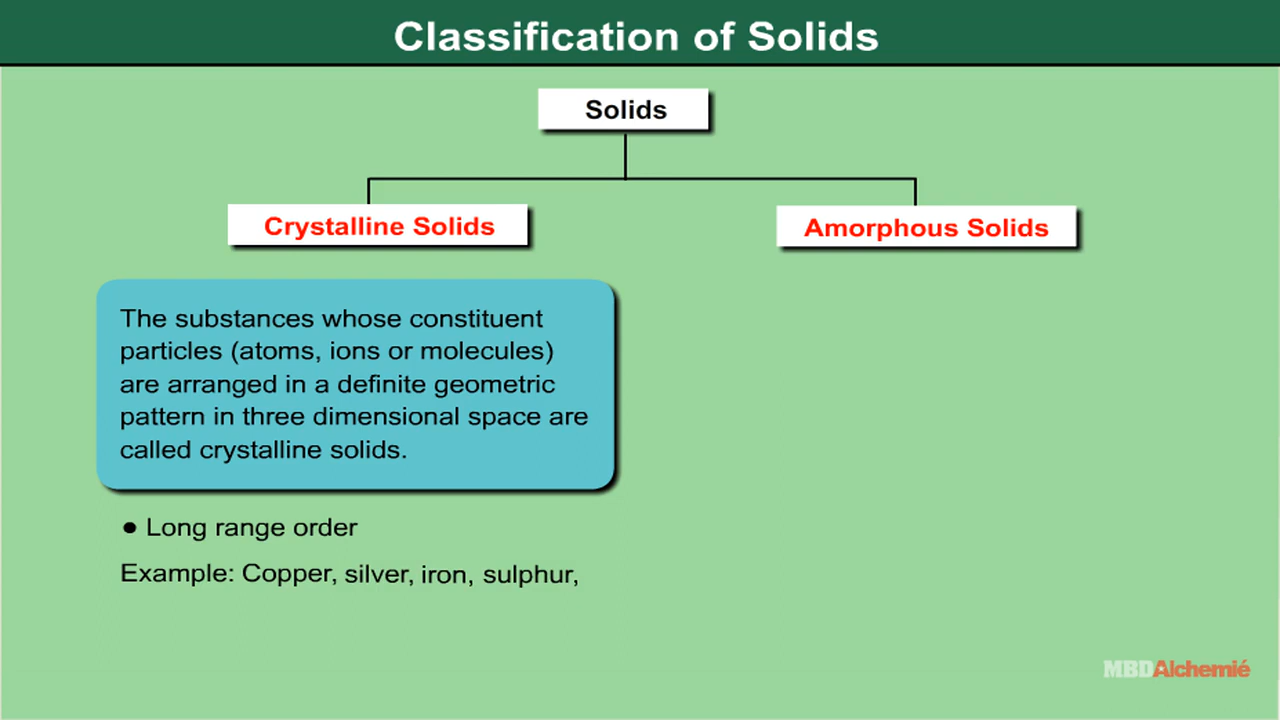 Classification of Solids
Solids
Crystalline Solids
Amorphous Solids
The substances whose constituent
particles (atoms, ions or molecules)
are arranged in a definite geometric
pattern in three dimensional space are
called crystalline solids.
● Long range order
Example: Copper, silver, iron, sulphur,
MBDAlchemié